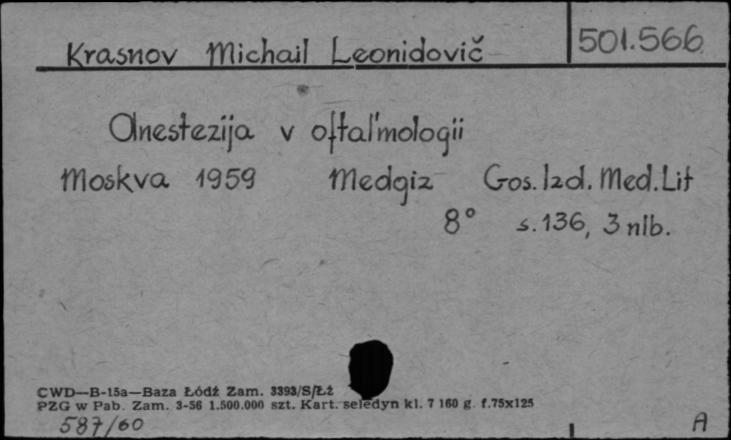 Krasnov Michail Leonidovič 501.566
Anestezija v oftal'mologii
Moskva 1959 Medgiz Gos. Izd. Med. Lit
8° s. 136, 3 nlb.
CWD—B-15a—Baza Łódź Zam. 3393/S/Łż
PZG w Pab. Zam. 3-56 1.500.000 szt. Kart. seledyn kl. 7 160 g. f.75x125
587/60 A